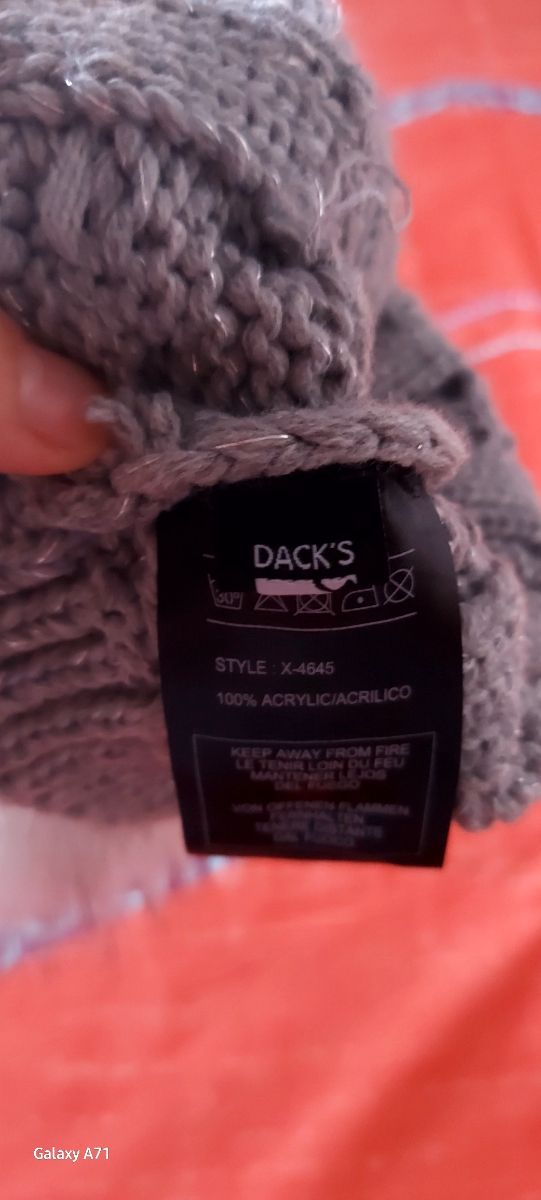 DACK'S
30°
STYLE : X-4645
100% ACRYLIC/ACRILICO
KEEP AWAY FROM FIRE
LE TENIR LOIN DU FEU
MANTENER LEJOS
DEL FUEGO
VON OFFENEN FLAMMEN
FERNHALTEN
TENERE DISTANTE
DAL FUOCO
Galaxy A71